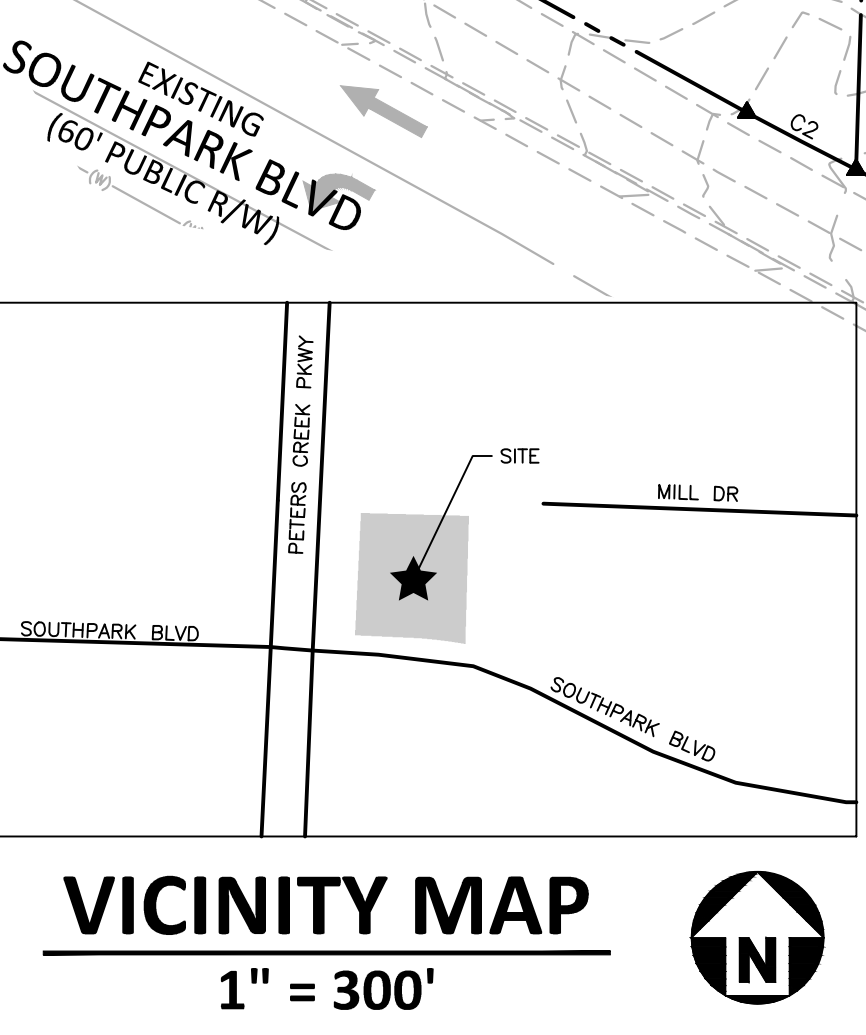 EXISTING
SOUTHPARK BLVD
(60' PUBLIC R/W)
(W)
C2
PETERS CREEK PKWY
SITE
MILL DR
SOUTHPARK BLVD
SOUTHPARK BLVD
VICINITY MAP
1" = 300'
N